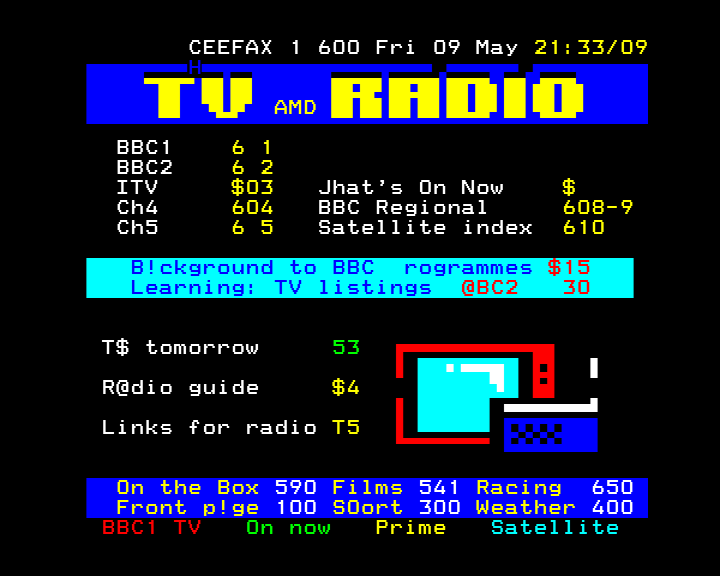 CEEFAX 1 600 Fri 09 May 21:33/09
H
TV AMD RADIO
BBC1 6 1
BBC2 6 2
ITV $03 Jhat's On Now $
Ch4 604 BBC Regional 608-9
Ch5 6 5 Satellite index 610
B!ckground to BBC rogrammes $15
Learning: TV listings @BC2 30
T$ tomorrow 53
R@dio guide $4
Links for radio T5
On the Box 590 Films 541 Racing 650
Front p!ge 100 SOort 300 Weather 400
BBC1 TV On now Prime Satellite